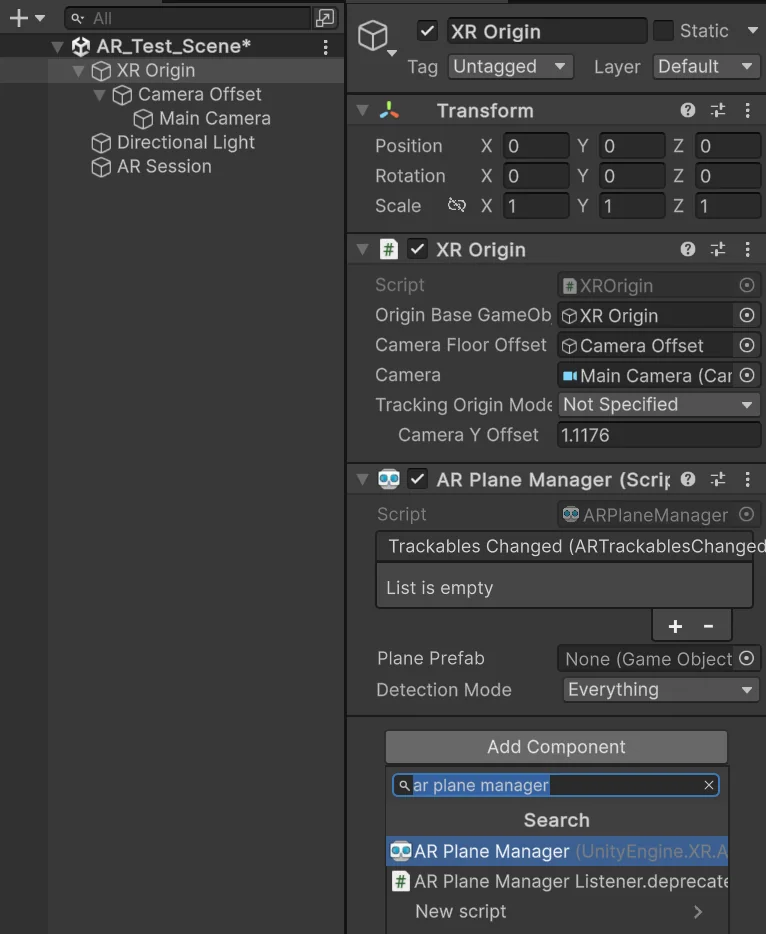 All
AR_Test_Scene*
XR Origin
Camera Offset
Main Camera
Directional Light
AR Session
XR Origin
Static
Tag
Untagged
Layer
Default
Transform
Position X 0 Y 0 Z 0
Rotation X 0 Y 0 Z 0
Scale X 1 Y 1 Z 1
# XR Origin
Script
# XROrigin
Origin Base GameOb
XR Origin
Camera Floor Offset
Camera Offset
Camera
Main Camera (Car
Tracking Origin Mode
Not Specified
Camera Y Offset
1.1176
AR Plane Manager (Scrip
Script
ARPlaneManager
Trackables Changed (ARTrackablesChanged
List is empty
+ -
Plane Prefab
None (Game Object
Detection Mode
Everything
Add Component
ar plane manager
Search
AR Plane Manager (UnityEngine.XR.A
# AR Plane Manager Listener.deprecate
New script